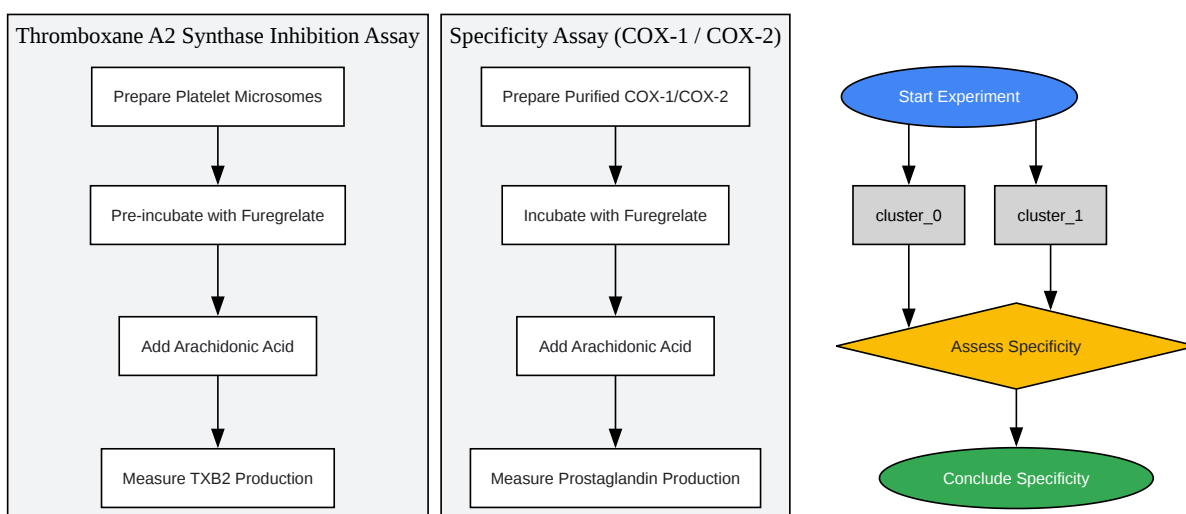 Thromboxane A2 Synthase Inhibition Assay
Prepare Platelet Microsomes
Pre-incubate with Furegrelate
Add Arachidonic Acid
Measure TXB2 Production
Specificity Assay (COX-1 / COX-2)
Prepare Purified COX-1/COX-2
Incubate with Furegrelate
Add Arachidonic Acid
Measure Prostaglandin Production
Start Experiment
cluster_0
cluster_1
Assess Specificity
Conclude Specificity